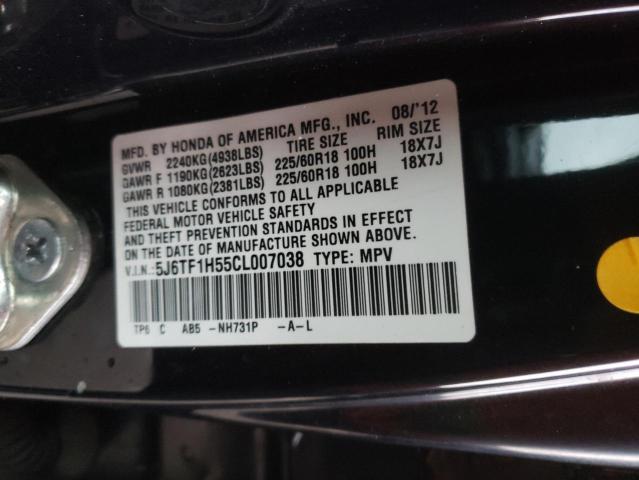 MFD. BY HONDA OF AMERICA MFG., INC. 08/'12
GVWR 2240KG(4938LBS) TIRE SIZE RIM SIZE
GAWR F 1190KG(2623LBS) 225/60R18 100H 18X7J
GAWR R 1080KG(2381LBS) 225/60R18 100H 18X7J
THIS VEHICLE CONFORMS TO ALL APPLICABLE
FEDERAL MOTOR VEHICLE SAFETY
AND THEFT PREVENTION STANDARDS IN EFFECT
ON THE DATE OF MANUFACTURE SHOWN ABOVE.
V.I.N.: 5J6TF1H55CL007038 TYPE: MPV
TP6 C AB5 -NH731P -A-L